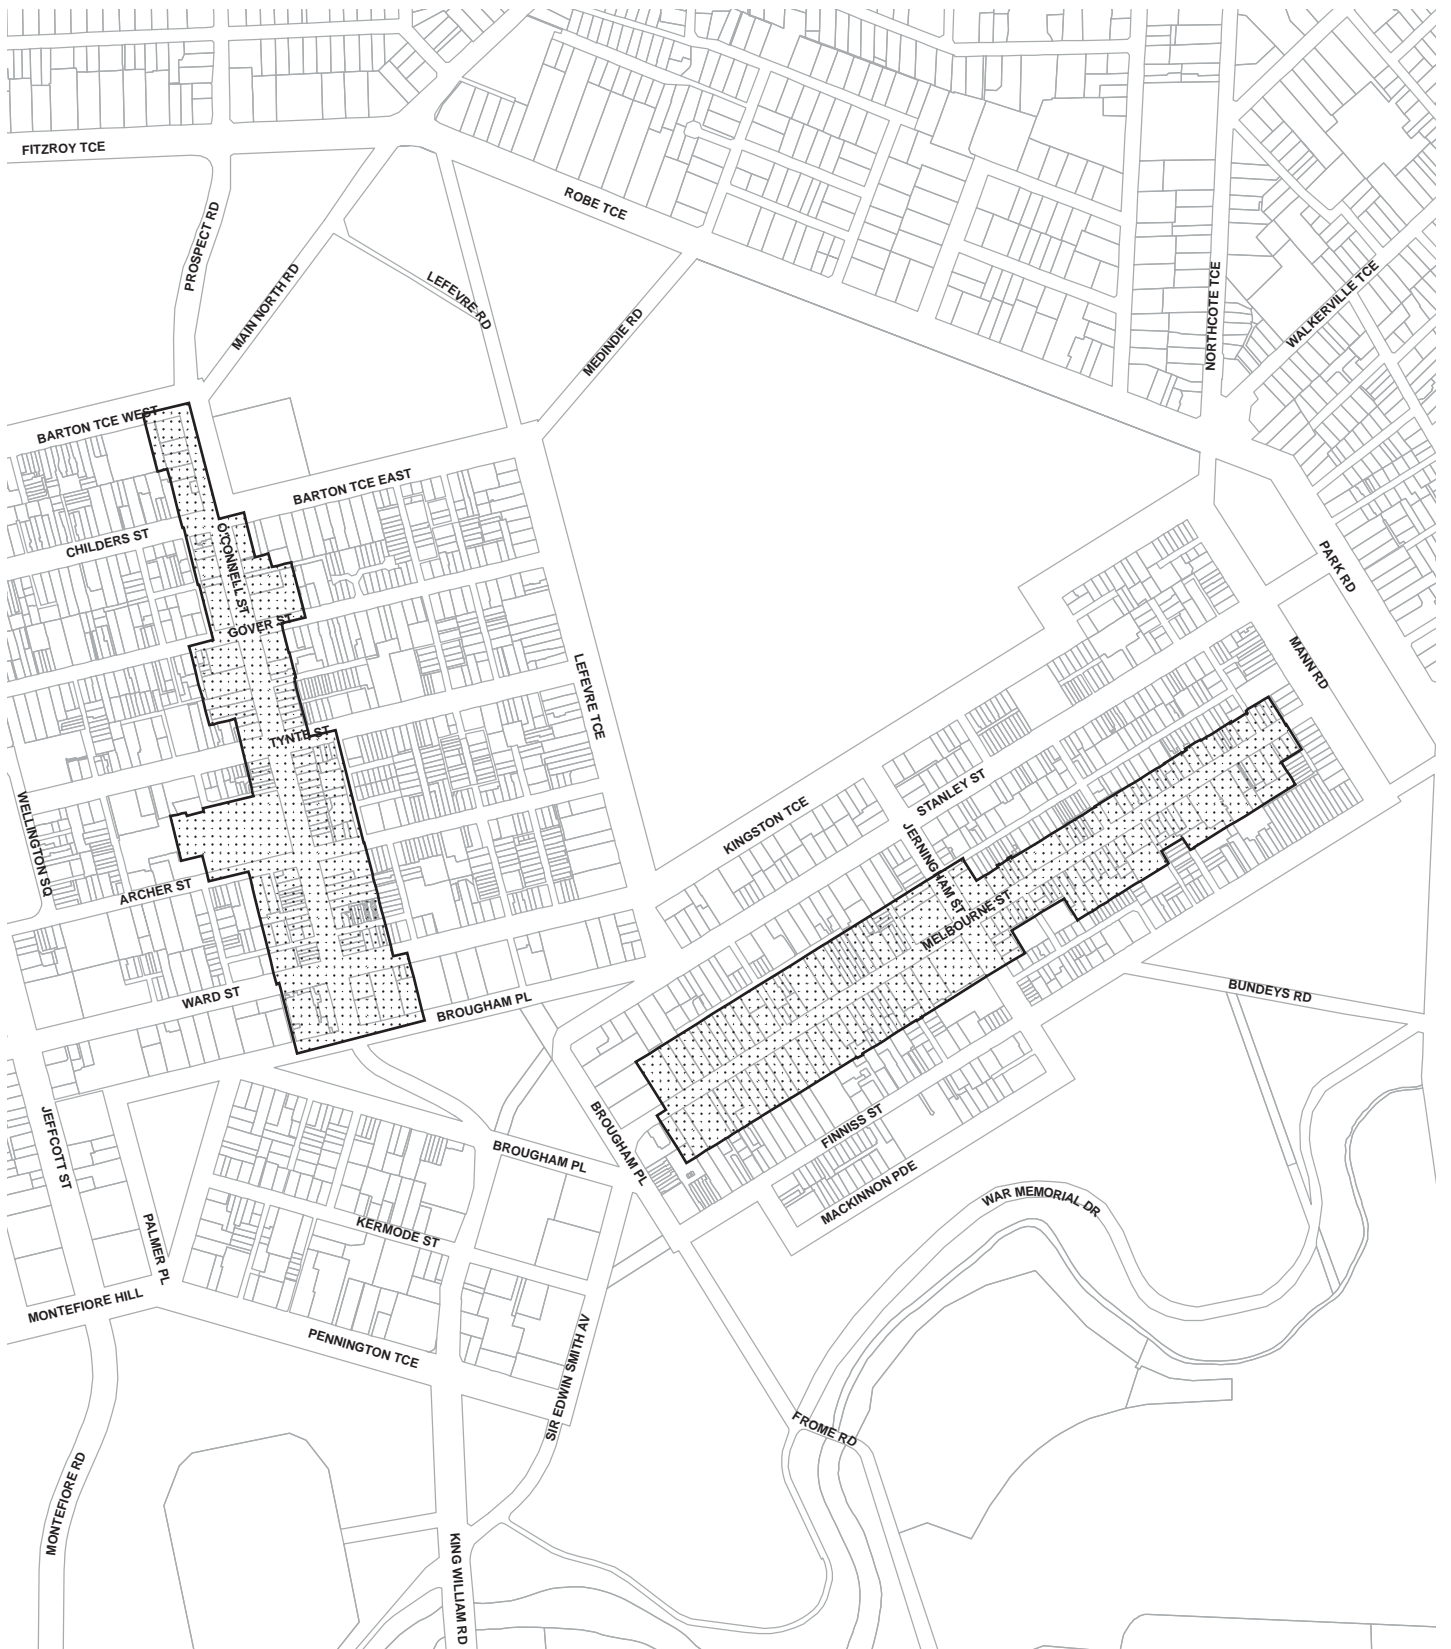 FITZROY TCE
PROSPECT RD
MAIN NORTH RD
LEFEVRE RD
ROBE TCE
MEDINDIE RD
NORTHCOTE TCE
WALKERVILLE TCE
BARTON TCE WEST
BARTON TCE EAST
CHILDERS ST
O'CONNELL ST
GOVER ST
PARK RD
MANN RD
LEFEVRE TCE
TYNTE ST
WELLINGTON SQ
KINGSTON TCE
STANLEY ST
JERNINGHAM ST
MELBOURNE ST
ARCHER ST
WARD ST
BROUGHAM PL
BUNDEYS RD
JEFFCOTT ST
BROUGHAM PL
BROUGHAM PL
FINNISS ST
MACKINNON PDE
WAR MEMORIAL DR
PALMER PL
KERMODE ST
MONTEFIORE HILL
PENNINGTON TCE
SIR EDWIN SMITH AV
FROME RD
MONTEFIORE RD
KING WILLIAM RD